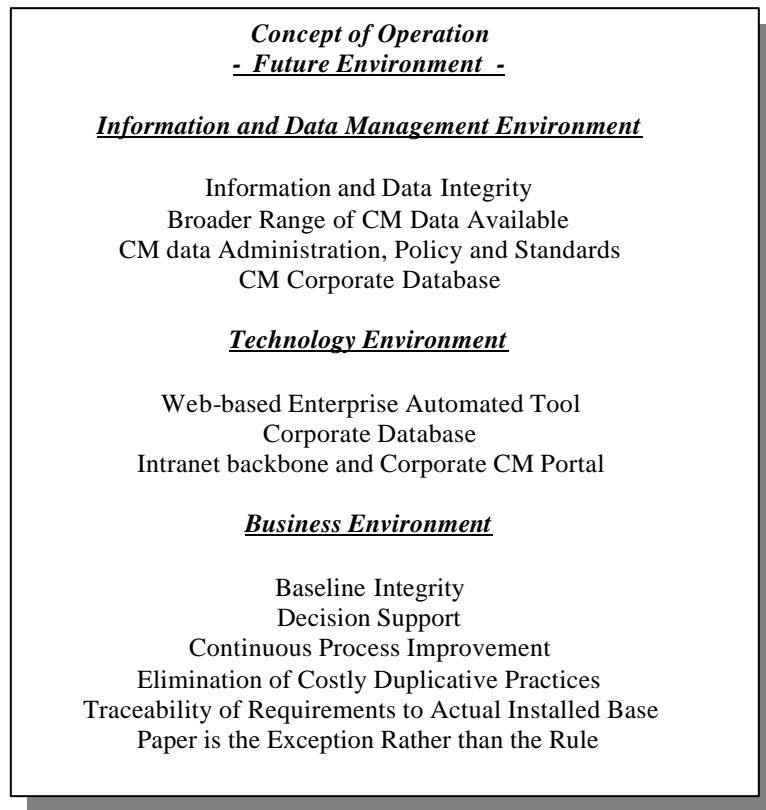 Concept of Operation
- Future Environment -
Information and Data Management Environment
Information and Data Integrity
Broader Range of CM Data Available
CM data Administration, Policy and Standards
CM Corporate Database
Technology Environment
Web-based Enterprise Automated Tool
Corporate Database
Intranet backbone and Corporate CM Portal
Business Environment
Baseline Integrity
Decision Support
Continuous Process Improvement
Elimination of Costly Duplicative Practices
Traceability of Requirements to Actual Installed Base
Paper is the Exception Rather than the Rule